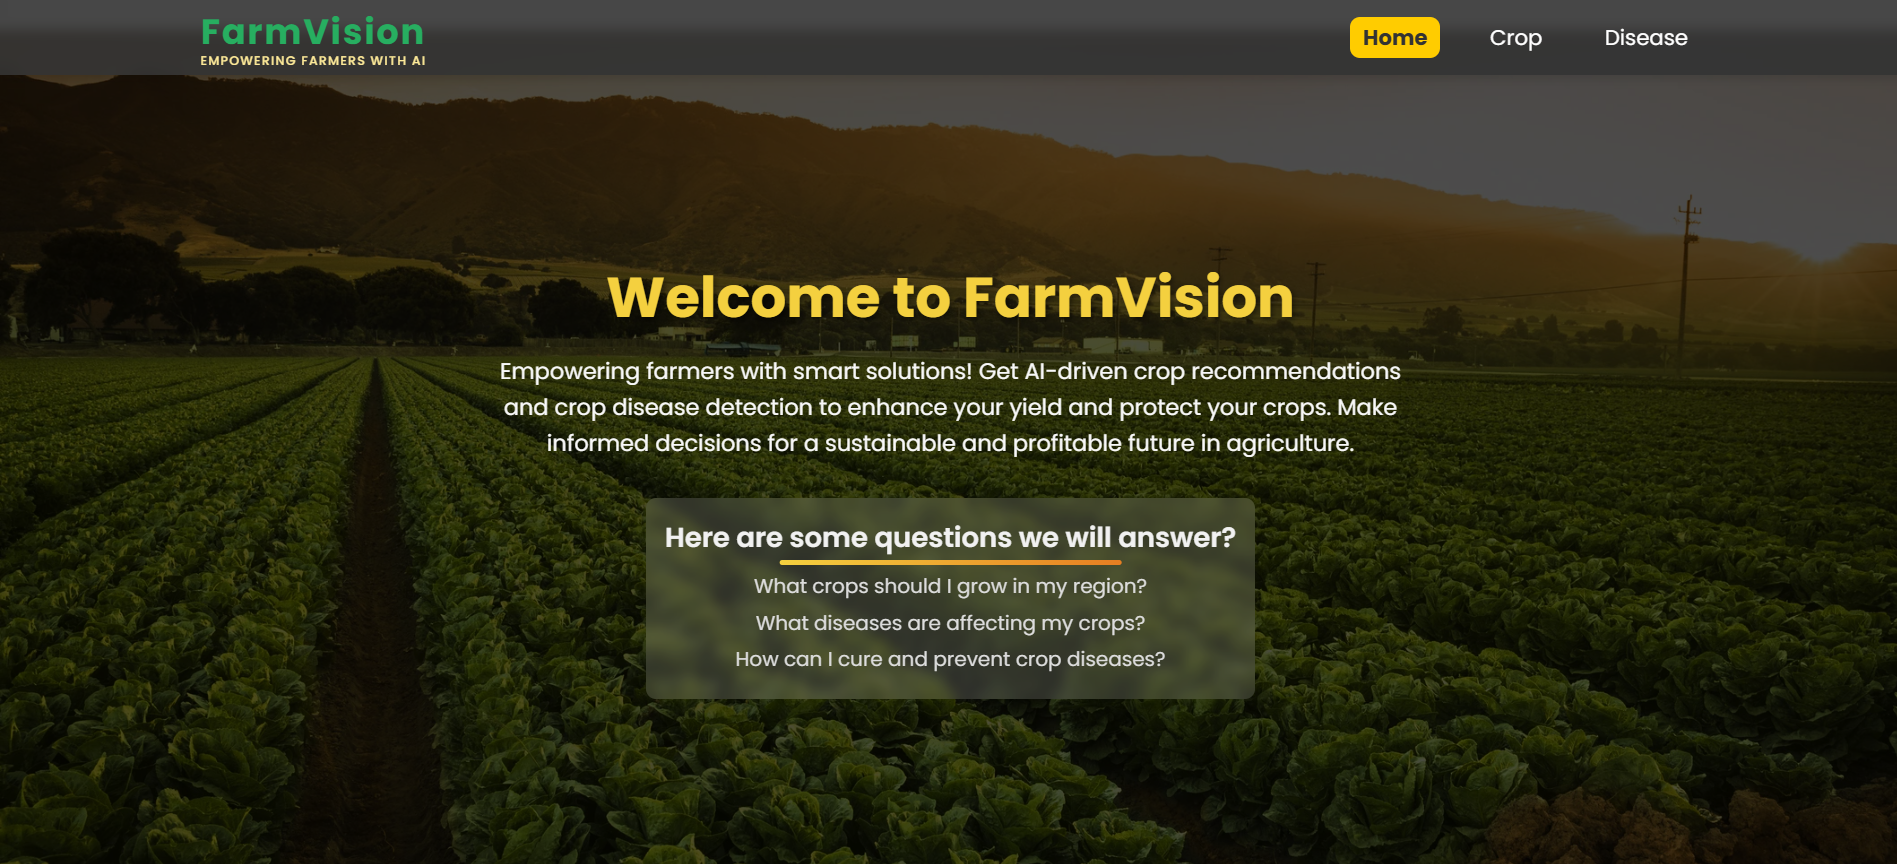 FarmVision
EMPOWERING FARMERS WITH AI
Home
Crop
Disease
Welcome to FarmVision
Empowering farmers with smart solutions! Get AI-driven crop recommendations
and crop disease detection to enhance your yield and protect your crops. Make
informed decisions for a sustainable and profitable future in agriculture.
Here are some questions we will answer?
What crops should I grow in my region?
What diseases are affecting my crops?
How can I cure and prevent crop diseases?